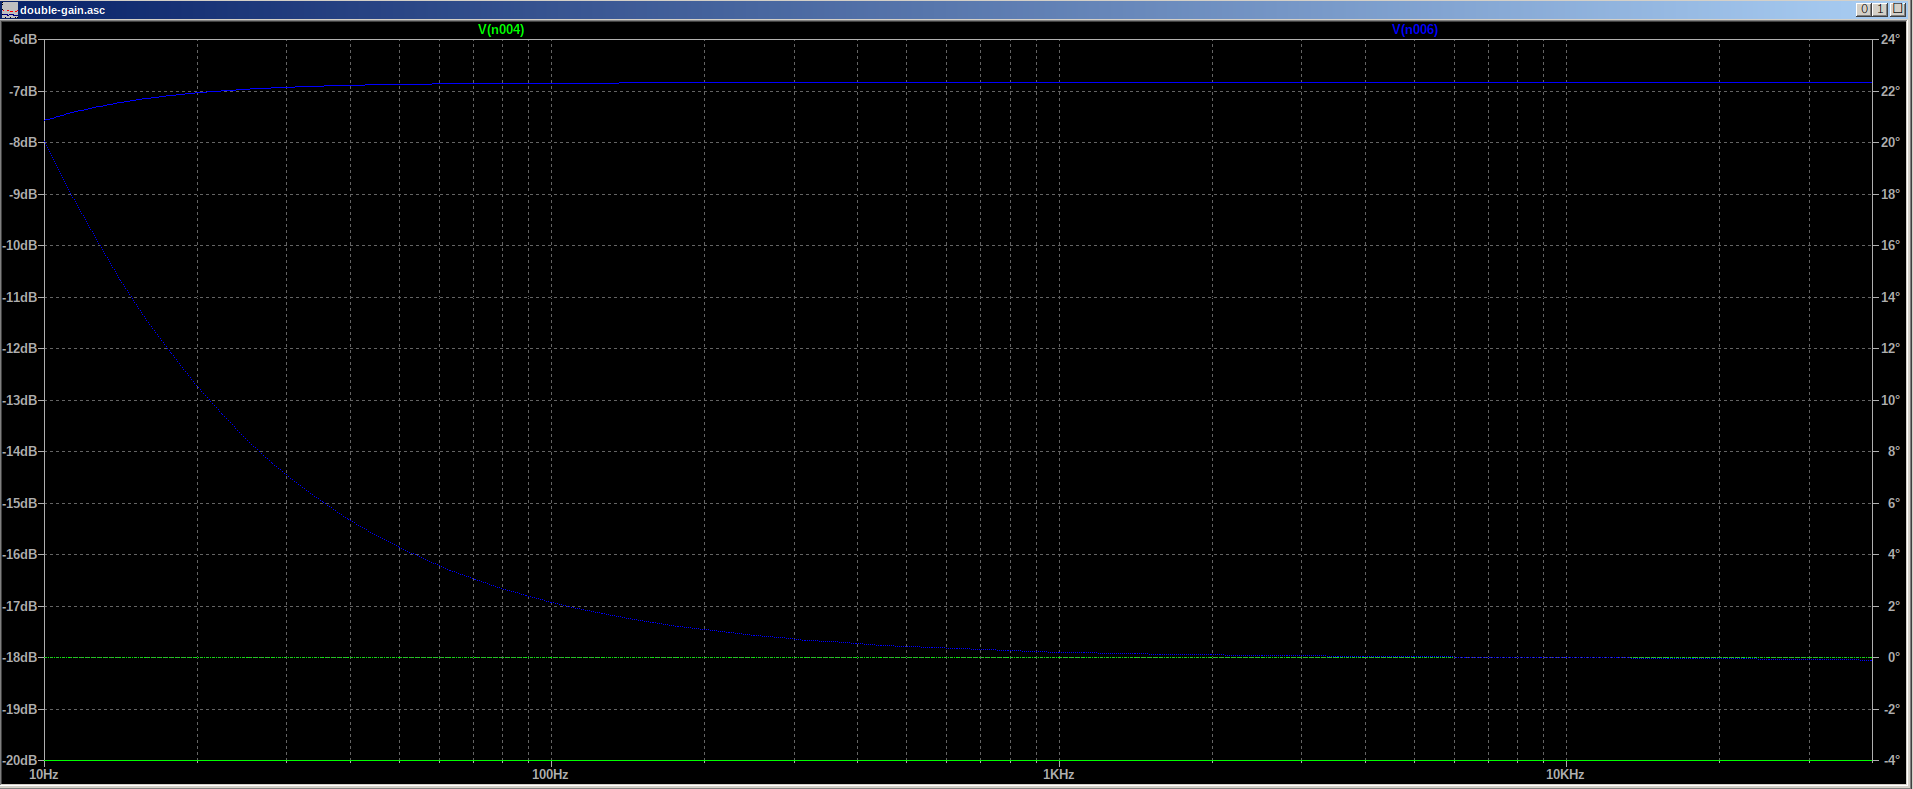 double-gain.asc
V(n004) V(n006)
-6dB 24°
-7dB 22°
-8dB 20°
-9dB 18°
-10dB 16°
-11dB 14°
-12dB 12°
-13dB 10°
-14dB 8°
-15dB 6°
-16dB 4°
-17dB 2°
-18dB 0°
-19dB -2°
-20dB -4°
10Hz 100Hz 1KHz 10KHz